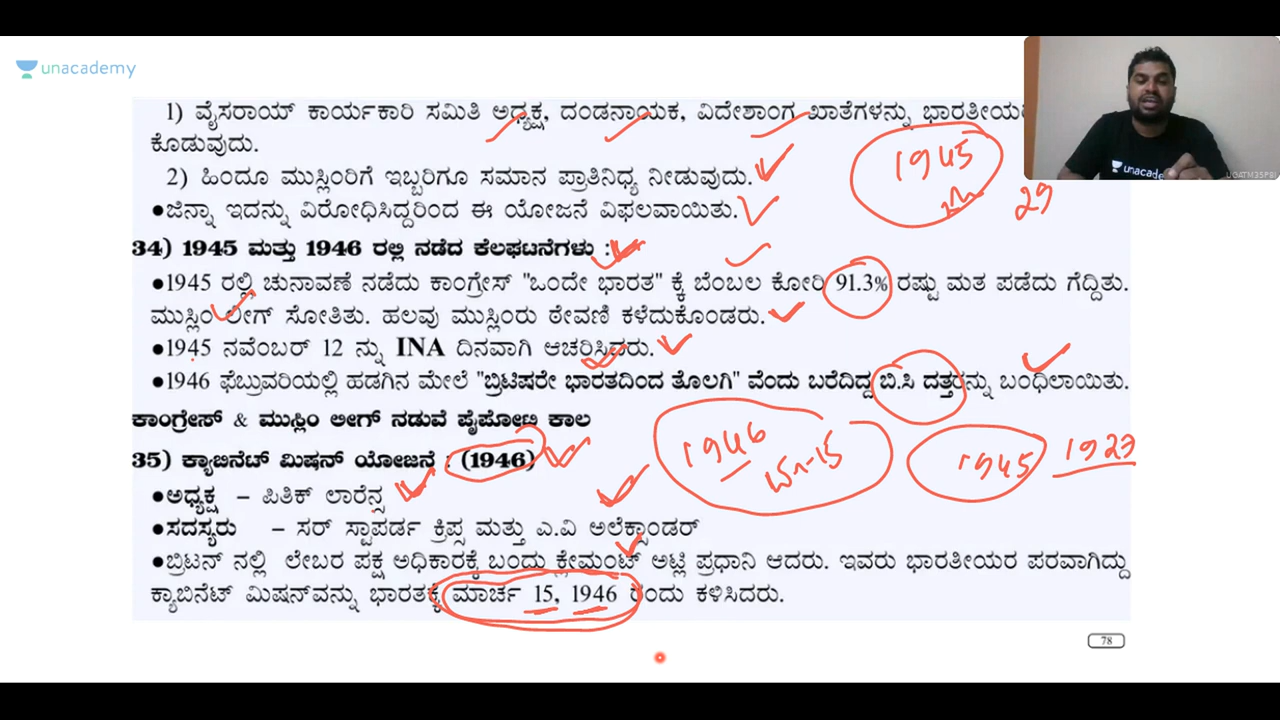 unacademy
1) ವೈಸರಾಯ್ ಕಾರ್ಯಕಾರಿ ಸಮಿತಿ ಅಧ್ಯಕ್ಷ, ದಂಡನಾಯಕ, ವಿದೇಶಾಂಗ ಖಾತೆಗಳನ್ನು
ಕೊಡುವುದು.
1945
29
unacade
UGATM35P8I
2) ಹಿಂದೂ ಮುಸ್ಲಿಂರಿಗೆ ಇಬ್ಬರಿಗೂ ಸಮಾನ ಪ್ರಾತಿನಿಧ್ಯ ನೀಡುವುದು.
•ಜಿನ್ನಾ ಇದನ್ನು ವಿರೋಧಿಸಿದ್ದರಿಂದ ಈ ಯೋಜನೆ ವಿಫಲವಾಯಿತು.
34) 1945 ಮತ್ತು 1946 ರಲ್ಲಿ ನಡೆದ ಕೆಲಘಟನೆಗಳು :
•1945 ರಲ್ಲಿ ಚುನಾವಣೆ ನಡೆದು ಕಾಂಗ್ರೇಸ್ "ಒಂದೇ ಭಾರತ" ಕ್ಕೆ ಬೆಂಬಲ ಕೋರಿ 91.3% ರಷ್ಟು ಮತ ಪಡೆದು ಗೆದ್ದಿತು.
ಮುಸ್ಲಿಂ ಲೀಗ್ ಸೋತಿತು. ಹಲವು ಮುಸ್ಲಿಂರು ಠೇವಣಿ ಕಳೆದುಕೊಂಡರು.
•1945 ನವೆಂಬರ್ 12 ನ್ನು INA ದಿನವಾಗಿ ಆಚರಿಸಿದರು.
•1946 ಫೆಬ್ರುವರಿಯಲ್ಲಿ ಹಡಗಿನ ಮೇಲೆ "ಬ್ರಿಟಿಷರೇ ಭಾರತದಿಂದ ತೊಲಗಿ" ವೆಂದು ಬರೆದಿದ್ದ ಬಿ.ಸಿ ದತ್ತರನ್ನು ಬಂಧಿಲಾಯಿತು.
ಕಾಂಗ್ರೇಸ್ & ಮುಸ್ಲಿಂ ಲೀಗ್ ನಡುವೆ ಪೈಪೋಟಿ ಕಾಲ
1946
15
1945
1923
35) ಕ್ಯಾಬಿನೆಟ್ ಮಿಷನ್ ಯೋಜನೆ : (1946)
•ಅಧ್ಯಕ್ಷ – ಪಿತಿಕ್ ಲಾರೆನ್ಸ
•ಸದಸ್ಯರು – ಸರ್ ಸ್ಟಾಪರ್ಡ ಕ್ರಿಪ್ಸ ಮತ್ತು ಎ.ವಿ ಅಲೆಕ್ಸಾಂಡರ್
•ಬ್ರಿಟನ್ ನಲ್ಲಿ ಲೇಬರ ಪಕ್ಷ ಅಧಿಕಾರಕ್ಕೆ ಬಂದು ಕ್ಲೇಮಂಟ್ ಅಟ್ಲಿ ಪ್ರಧಾನಿ ಆದರು. ಇವರು ಭಾರತೀಯರ ಪರವಾಗಿದ್ದು
ಕ್ಯಾಬಿನೆಟ್ ಮಿಷನ್‌ವನ್ನು ಭಾರತಕ್ಕೆ ಮಾರ್ಚ 15, 1946 ರಂದು ಕಳಿಸಿದರು.
78